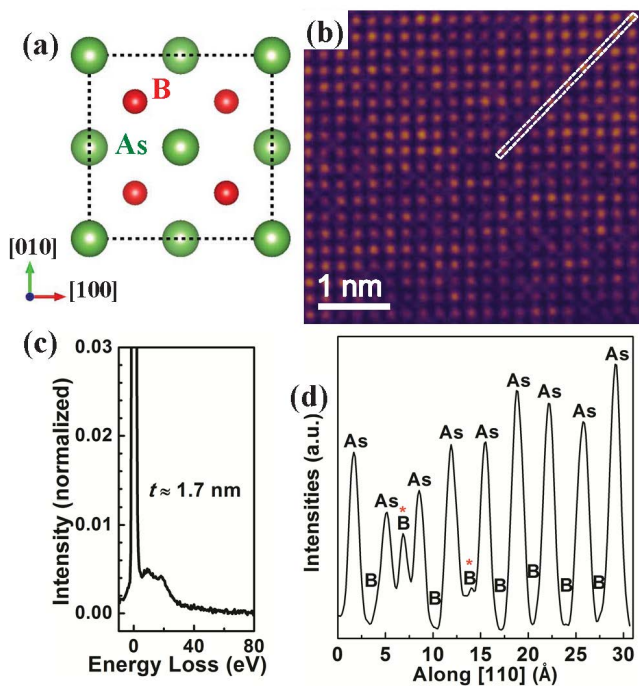 (a)
B
As
[010]
[100]
(b)
1 nm
(c)
0.03
0.02
0.01
0.00
Intensity (normalized)
t ≈ 1.7 nm
0 40 80
Energy Loss (eV)
(d)
Intensities (a.u.)
As
As
*
B
As
As
*
B
As
As
As
As
As
B
B
B
B
B
B
0 5 10 15 20 25 30
Along [110] (Å)